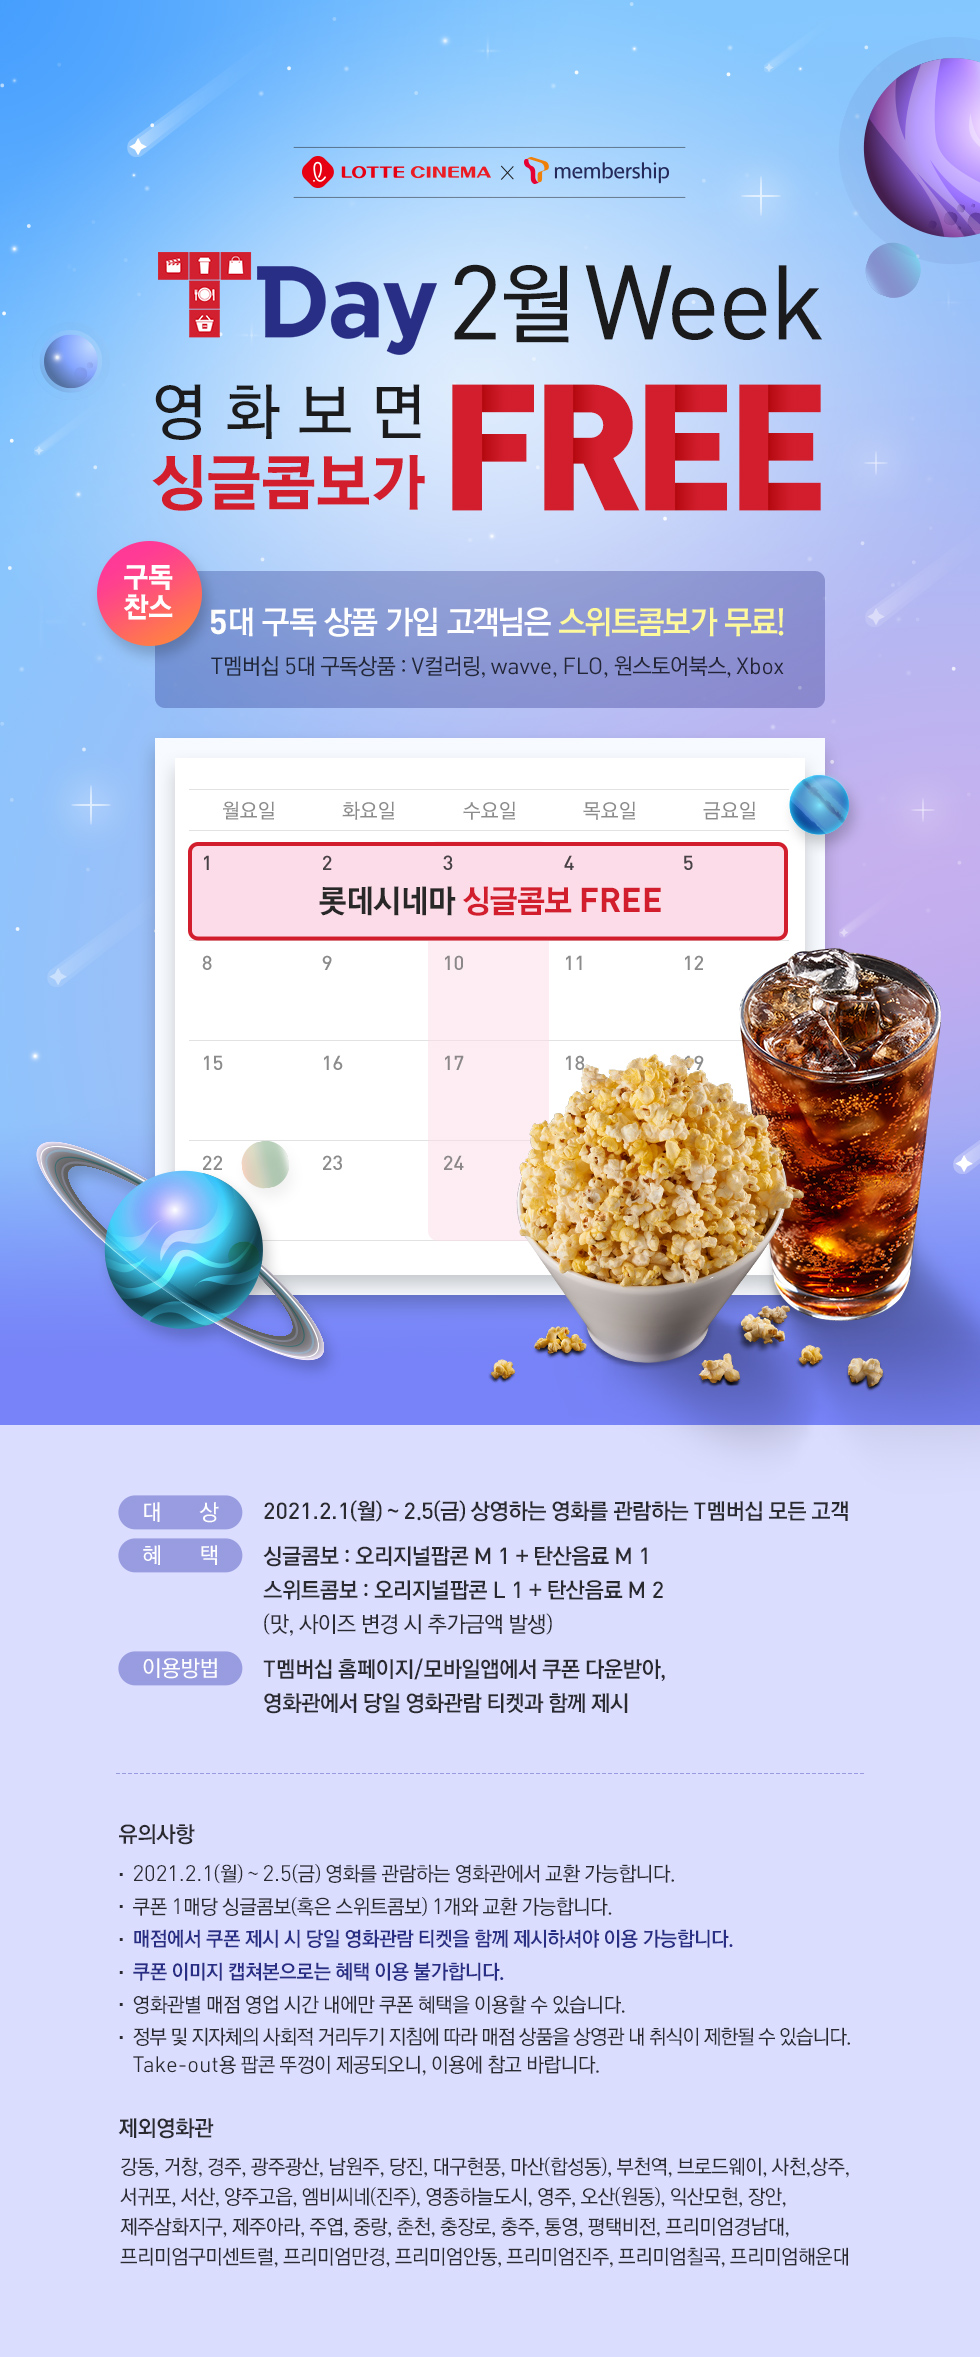 LOTTE CINEMA × T membership
T Day 2월 Week
영화보면
싱글콤보가 FREE
구독
찬스
5대 구독 상품 가입 고객님은 스위트콤보가 무료!
T멤버십 5대 구독상품 : V컬러링, wavve, FLO, 원스토어북스, Xbox
월요일 화요일 수요일 목요일 금요일
1 2 3 4 5
롯데시네마 싱글콤보 FREE
8 9 10 11 12
15 16 17 18 19
22 23 24
대 상 2021.2.1(월) ~ 2.5(금) 상영하는 영화를 관람하는 T멤버십 모든 고객
혜 택 싱글콤보 : 오리지널팝콘 M 1 + 탄산음료 M 1
스위트콤보 : 오리지널팝콘 L 1 + 탄산음료 M 2
(맛, 사이즈 변경 시 추가금액 발생)
이용방법 T멤버십 홈페이지/모바일앱에서 쿠폰 다운받아,
영화관에서 당일 영화관람 티켓과 함께 제시
유의사항
· 2021.2.1(월) ~ 2.5(금) 영화를 관람하는 영화관에서 교환 가능합니다.
· 쿠폰 1매당 싱글콤보(혹은 스위트콤보) 1개와 교환 가능합니다.
· 매점에서 쿠폰 제시 시 당일 영화관람 티켓을 함께 제시하셔야 이용 가능합니다.
· 쿠폰 이미지 캡쳐본으로는 혜택 이용 불가합니다.
· 영화관별 매점 영업 시간 내에만 쿠폰 혜택을 이용할 수 있습니다.
· 정부 및 지자체의 사회적 거리두기 지침에 따라 매점 상품을 상영관 내 취식이 제한될 수 있습니다.
Take-out용 팝콘 뚜껑이 제공되오니, 이용에 참고 바랍니다.
제외영화관
강동, 거창, 경주, 광주광산, 남원주, 당진, 대구현풍, 마산(합성동), 부천역, 브로드웨이, 사천,상주,
서귀포, 서산, 양주고읍, 엠비씨네(진주), 영종하늘도시, 영주, 오산(원동), 익산모현, 장안,
제주삼화지구, 제주아라, 주엽, 중랑, 춘천, 충장로, 충주, 통영, 평택비전, 프리미엄경남대,
프리미엄구미센트럴, 프리미엄만경, 프리미엄안동, 프리미엄진주, 프리미엄칠곡, 프리미엄해운대